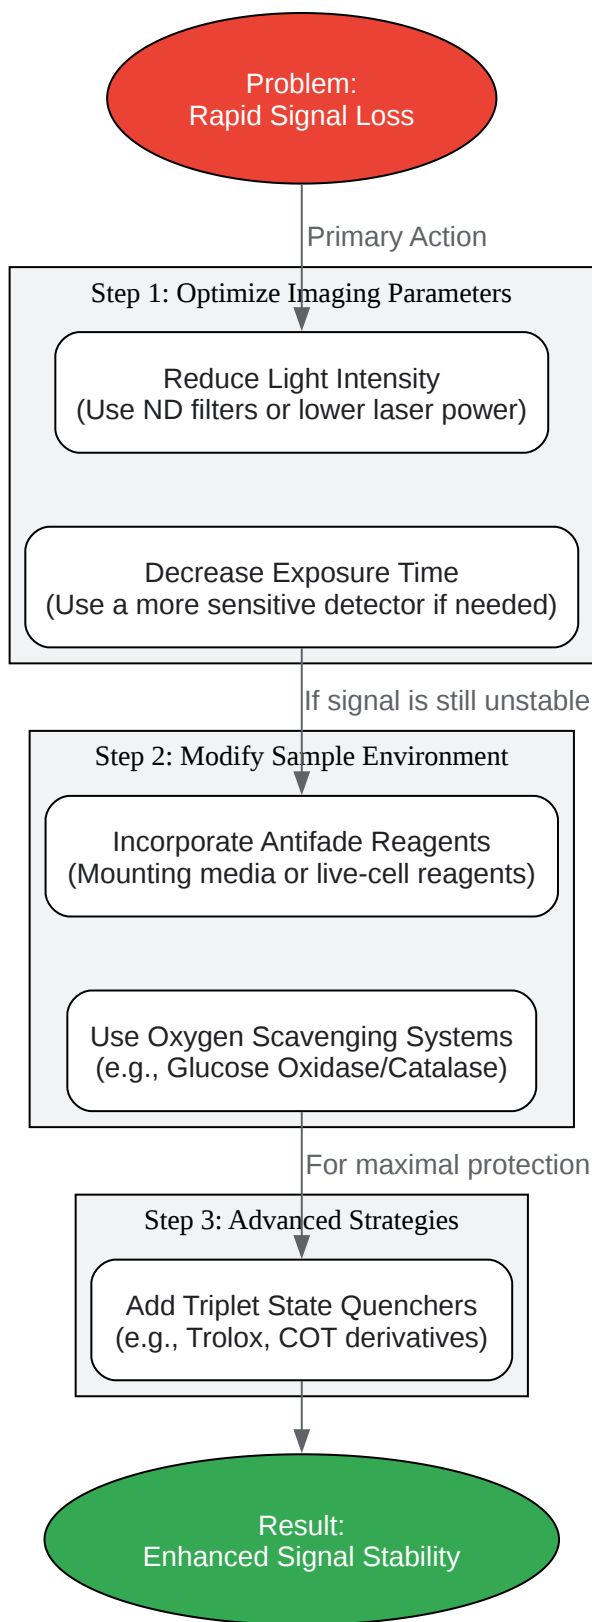 Problem:
Rapid Signal Loss
Primary Action
Step 1: Optimize Imaging Parameters
Reduce Light Intensity
(Use ND filters or lower laser power)
Decrease Exposure Time
(Use a more sensitive detector if needed)
If signal is still unstable
Step 2: Modify Sample Environment
Incorporate Antifade Reagents
(Mounting media or live-cell reagents)
Use Oxygen Scavenging Systems
(e.g., Glucose Oxidase/Catalase)
For maximal protection
Step 3: Advanced Strategies
Add Triplet State Quenchers
(e.g., Trolox, COT derivatives)
Result:
Enhanced Signal Stability